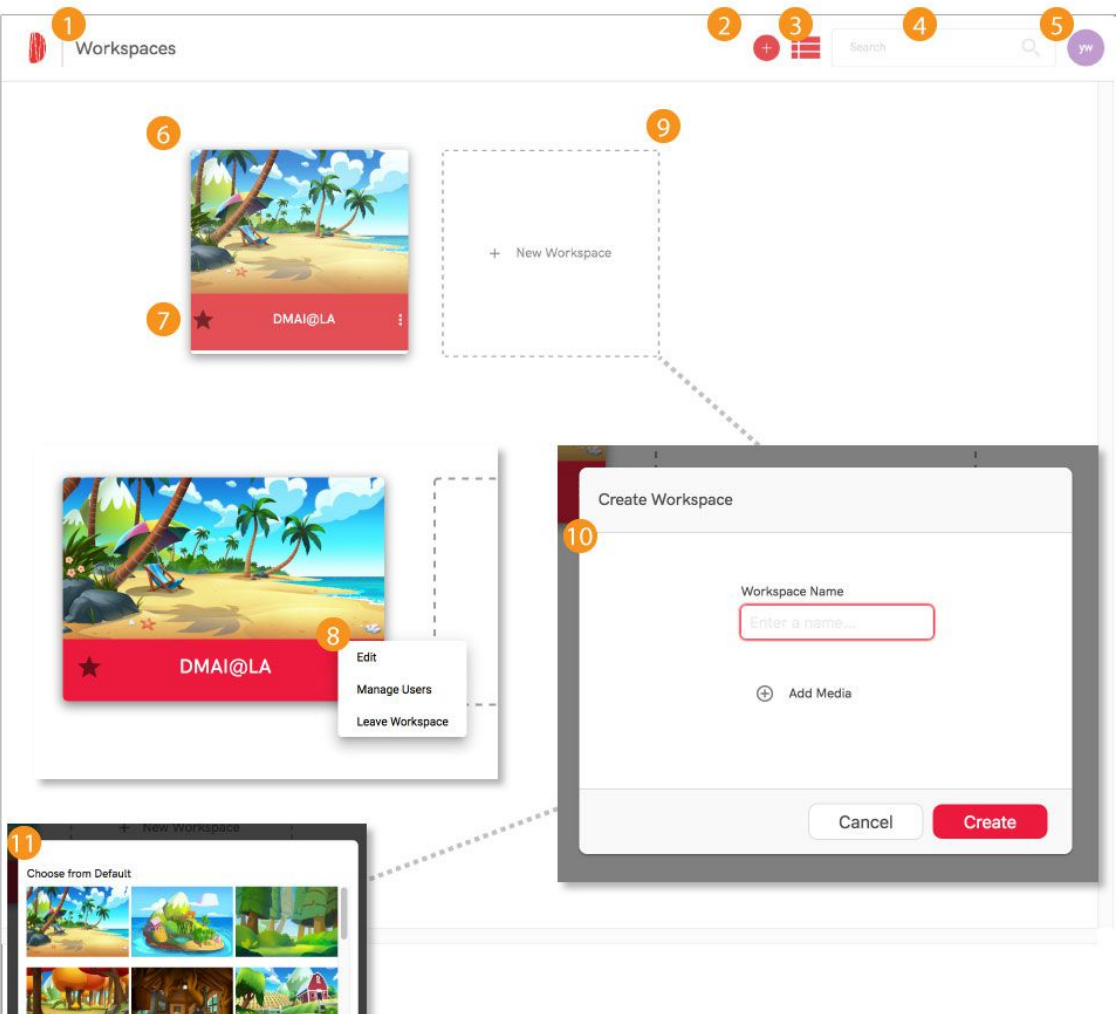 1
Workspaces
2
+
3
Search
4
5
yw
6
9
+ New Workspace
7
DMAI@LA
DMAI@LA
8
Edit
Manage Users
Leave Workspace
Create Workspace
10
Workspace Name
Enter a name...
Add Media
Cancel
Create
+ New Workspace
11
Choose from Default